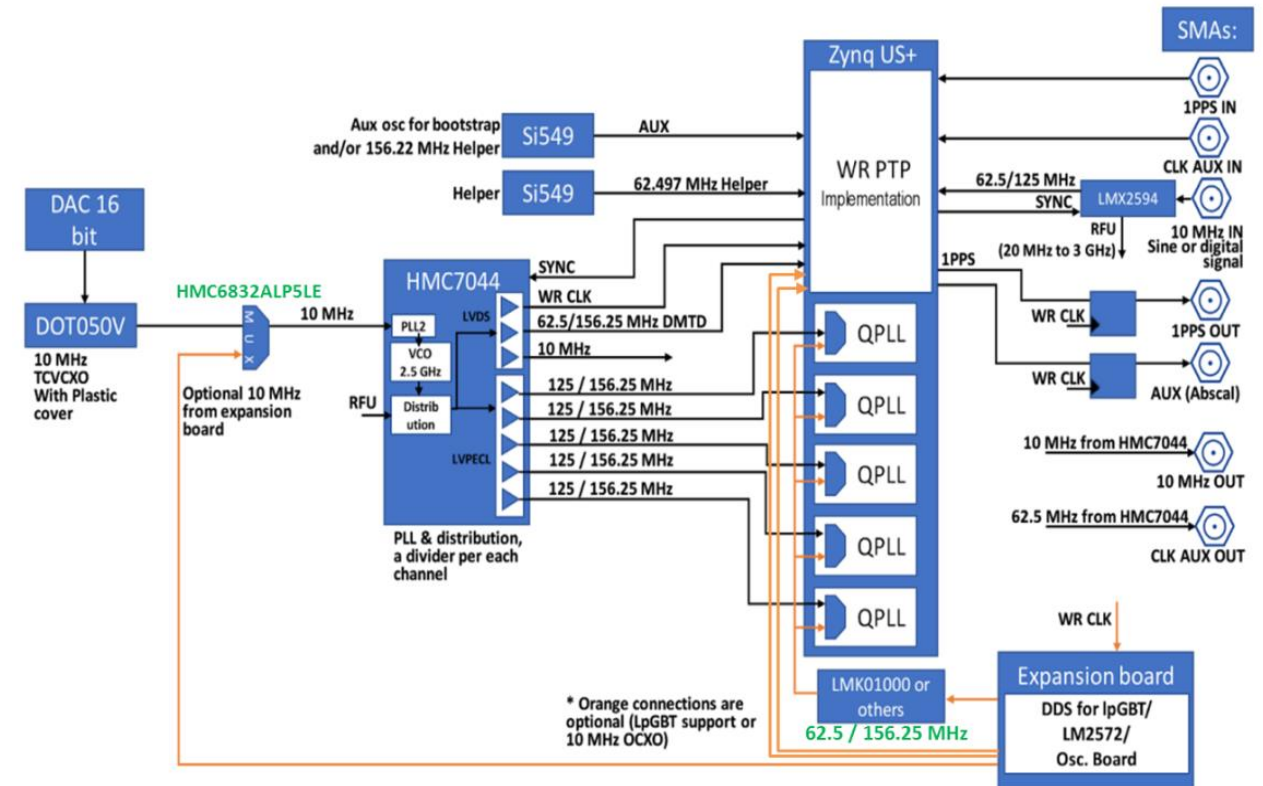 SMAs:
Zynq US+
1PPS IN
Aux osc for bootstrap
and/or 156.22 MHz Helper
Si549
AUX
WR PTP
Implementation
CLK AUX IN
Helper
Si549
62.497 MHz Helper
62.5/125 MHz
SYNC
LMX2594
DAC 16
bit
RFU
(20 MHz to 3 GHz)
10 MHz IN
Sine or digital
signal
1PPS
HMC7044
SYNC
HMC6832ALP5LE
WR CLK
DOT050V
MUX
10 MHz
PLL2
LVDS
62.5/156.25 MHz DMTD
WR CLK
1PPS OUT
10 MHz
TCVCXO
With Plastic
cover
VCO
2.5 GHz
10 MHz
QPLL
Optional 10 MHz
from expansion
board
RFU
Distrib
ution
125 / 156.25 MHz
WR CLK
AUX (Abscal)
125 / 156.25 MHz
QPLL
125 / 156.25 MHz
LVPECL
125 / 156.25 MHz
10 MHz from HMC7044
10 MHz OUT
125 / 156.25 MHz
QPLL
62.5 MHz from HMC7044
CLK AUX OUT
PLL & distribution,
a divider per each
channel
QPLL
QPLL
WR CLK
Expansion board
LMK01000 or
others
62.5 / 156.25 MHz
DDS for lpGBT/
LM2572/
Osc. Board
* Orange connections are
optional (LpGBT support or
10 MHz OCXO)